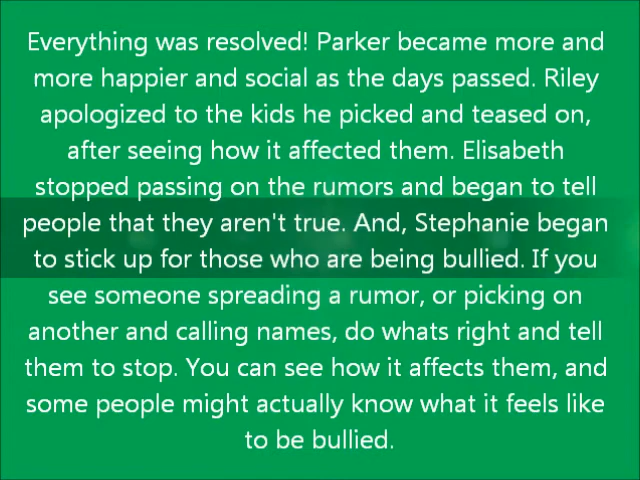 Everything was resolved! Parker became more and
more happier and social as the days passed. Riley
apologized to the kids he picked and teased on,
after seeing how it affected them. Elisabeth
stopped passing on the rumors and began to tell
people that they aren't true. And, Stephanie began
to stick up for those who are being bullied. If you
see someone spreading a rumor, or picking on
another and calling names, do whats right and tell
them to stop. You can see how it affects them, and
some people might actually know what it feels like
to be bullied.